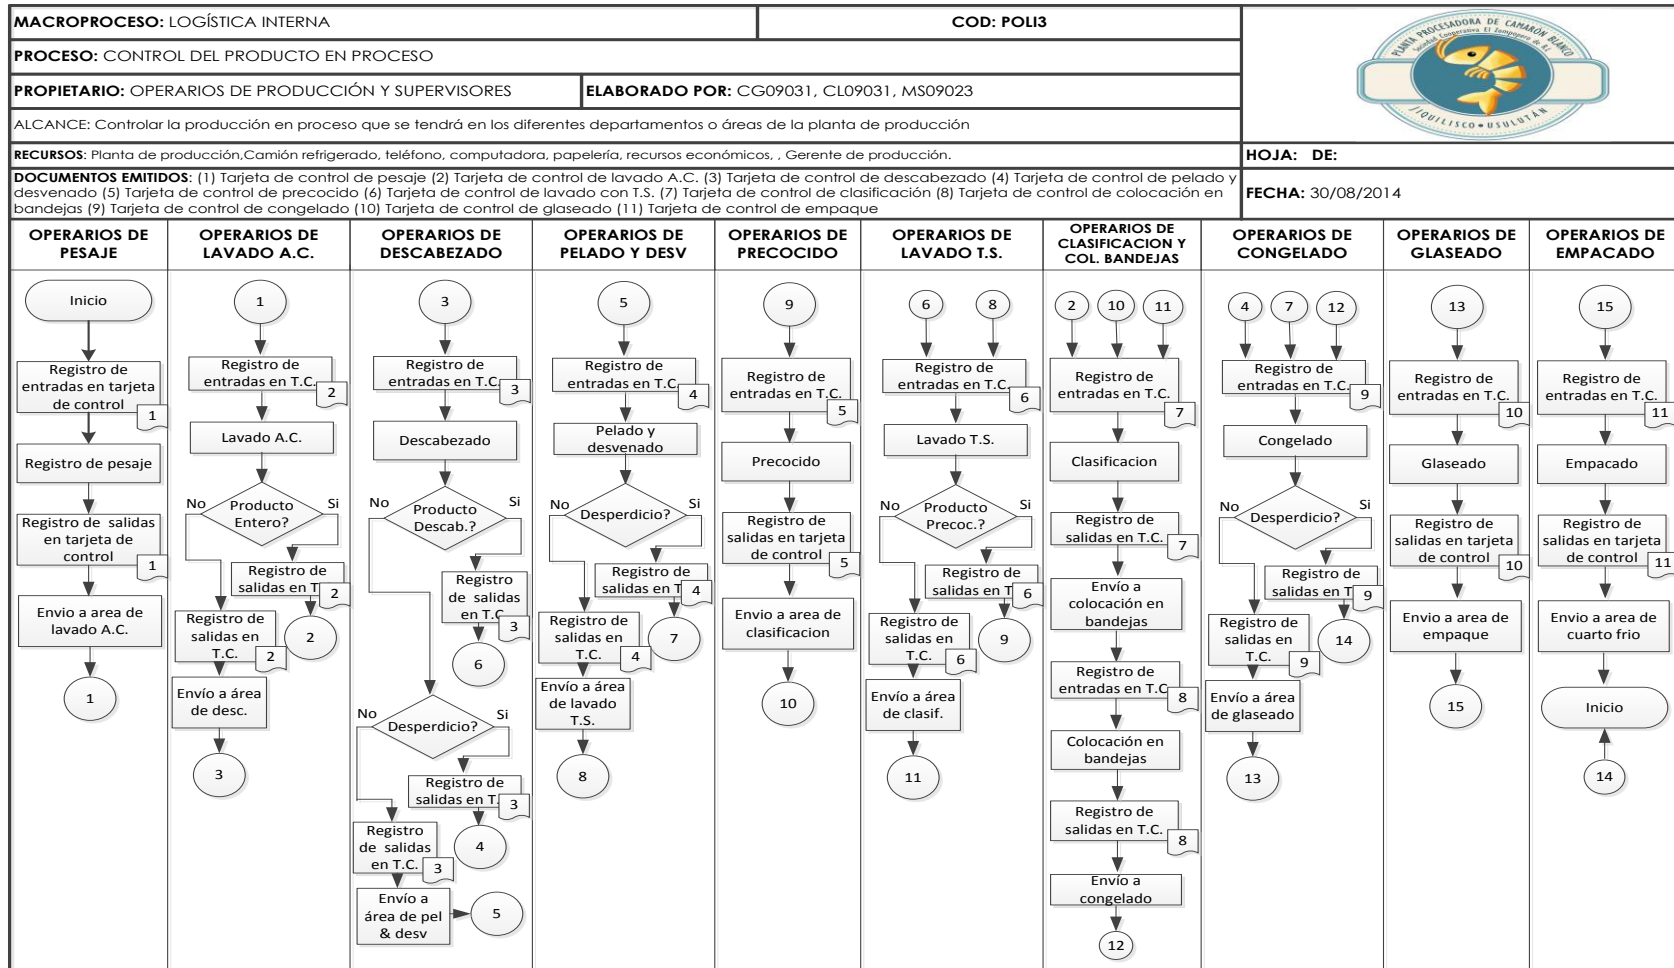 MACROPROCESO: LOGÍSTICA INTERNA
COD: POLI3
PLANTA PROCESADORA DE CAMARÓN BLANCO
Sociedad Cooperativa El Zompopero de R.L
JIQUILISCO • USULUTÁN
PROCESO: CONTROL DEL PRODUCTO EN PROCESO
PROPIETARIO: OPERARIOS DE PRODUCCIÓN Y SUPERVISORES
ELABORADO POR: CG09031, CL09031, MS09023
ALCANCE: Controlar la producción en proceso que se tendrá en los diferentes departamentos o áreas de la planta de producción
RECURSOS: Planta de producción,Camión refrigerado, teléfono, computadora, papelería, recursos económicos, , Gerente de producción.
HOJA: DE:
DOCUMENTOS EMITIDOS: (1) Tarjeta de control de pesaje (2) Tarjeta de control de lavado A.C. (3) Tarjeta de control de descabezado (4) Tarjeta de control de pelado y
desvenado (5) Tarjeta de control de precocido (6) Tarjeta de control de lavado con T.S. (7) Tarjeta de control de clasificación (8) Tarjeta de control de colocación en
bandejas (9) Tarjeta de control de congelado (10) Tarjeta de control de glaseado (11) Tarjeta de control de empaque
FECHA: 30/08/2014
OPERARIOS DE
PESAJE
Inicio
Registro de
entradas en tarjeta
de control
1
Registro de pesaje
Registro de salidas
en tarjeta de
control
1
Envio a area de
lavado A.C.
1
OPERARIOS DE
LAVADO A.C.
1
Registro de
entradas en T.C.
2
Lavado A.C.
No
Producto
Entero?
Si
Registro de
salidas en T.
2
2
Registro de
salidas en
T.C.
2
Envío a área
de desc.
3
OPERARIOS DE
DESCABEZADO
3
Registro de
entradas en T.C.
3
Descabezado
No
Producto
Descab.?
Si
Registro
de salidas
en T.C
3
6
No
Desperdicio?
Si
Registro de
salidas en T.
3
4
Registro
de salidas
en T.C.
3
Envío a
área de pel
& desv
5
OPERARIOS DE
PELADO Y DESV
5
Registro de
entradas en T.C.
4
Pelado y
desvenado
No
Desperdicio?
Si
Registro de
salidas en T
4
7
Registro de
salidas en
T.C.
4
Envío a área
de lavado
T.S.
8
OPERARIOS DE
PRECOCIDO
9
Registro de
entradas en T.C.
5
Precocido
Registro de
salidas en tarjeta
de control
5
Envio a area de
clasificacion
10
OPERARIOS DE
LAVADO T.S.
6
8
Registro de
entradas en T.C.
6
Lavado T.S.
No
Producto
Precoc.?
Si
Registro de
salidas en T
6
9
Registro de
salidas en
T.C.
6
Envío a área
de clasif.
11
OPERARIOS DE
CLASIFICACION Y
COL. BANDEJAS
2
10
11
Registro de
entradas en T.C.
7
Clasificacion
Registro de
salidas en T.C.
7
Envío a
colocación en
bandejas
Registro de
entradas en T.C
8
Colocación en
bandejas
Registro de
salidas en T.C.
8
Envío a
congelado
12
OPERARIOS DE
CONGELADO
4
7
12
Registro de
entradas en T.C.
9
Congelado
No
Desperdicio?
Si
Registro de
salidas en T
9
14
Registro de
salidas en
T.C.
9
Envío a área
de glaseado
13
OPERARIOS DE
GLASEADO
13
Registro de
entradas en T.C.
10
Glaseado
Registro de
salidas en tarjeta
de control
10
Envio a area de
empaque
15
OPERARIOS DE
EMPACADO
15
Registro de
entradas en T.C.
11
Empacado
Registro de
salidas en tarjeta
de control
11
Envio a area de
cuarto frio
Inicio
14